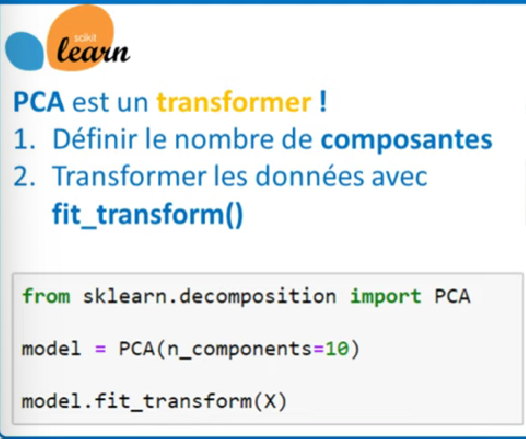 scikit
learn
PCA est un transformer !
1. Définir le nombre de composantes
2. Transformer les données avec
fit_transform()
from sklearn.decomposition import PCA
model = PCA(n_components=10)
model.fit_transform(X)